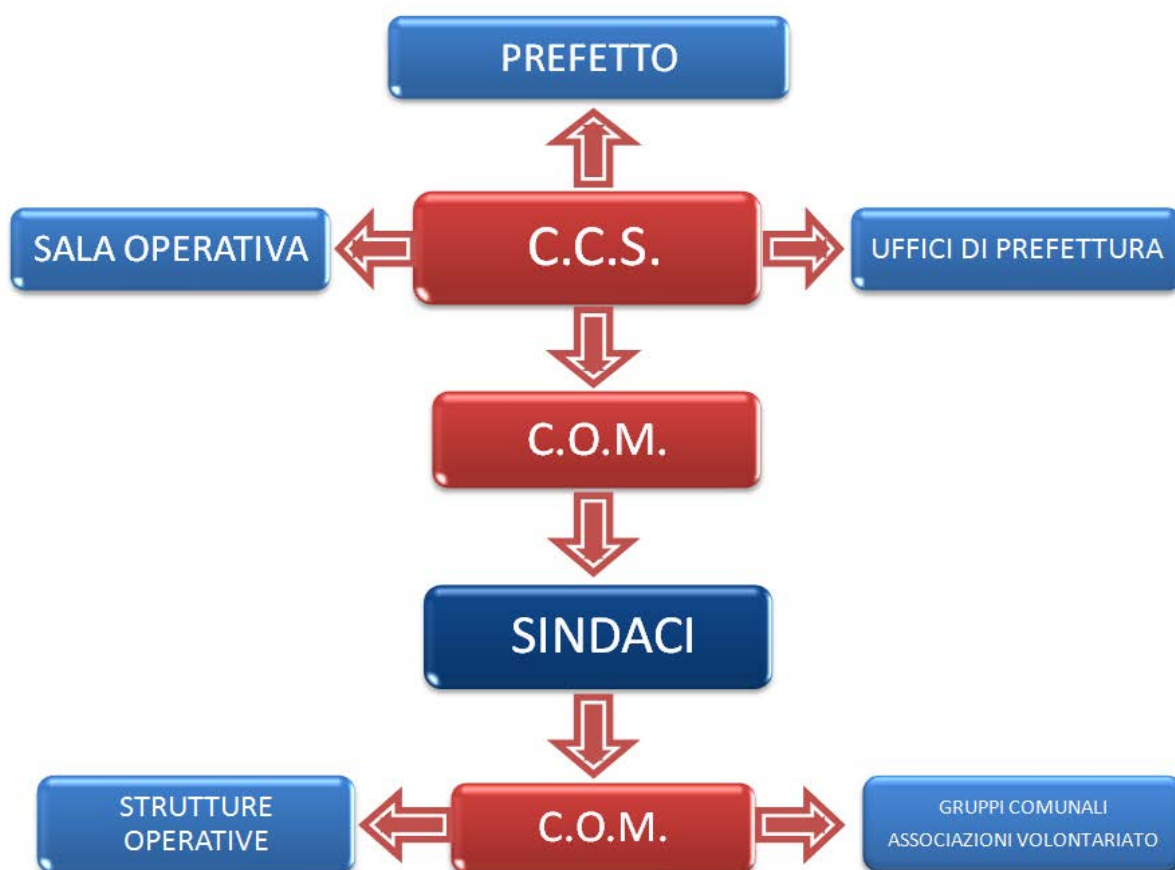 PREFETTO
SALA OPERATIVA
C.C.S.
UFFICI DI PREFETTURA
C.O.M.
SINDACI
STRUTTURE
OPERATIVE
C.O.M.
GRUPPI COMUNALI
ASSOCIAZIONI VOLONTARIATO